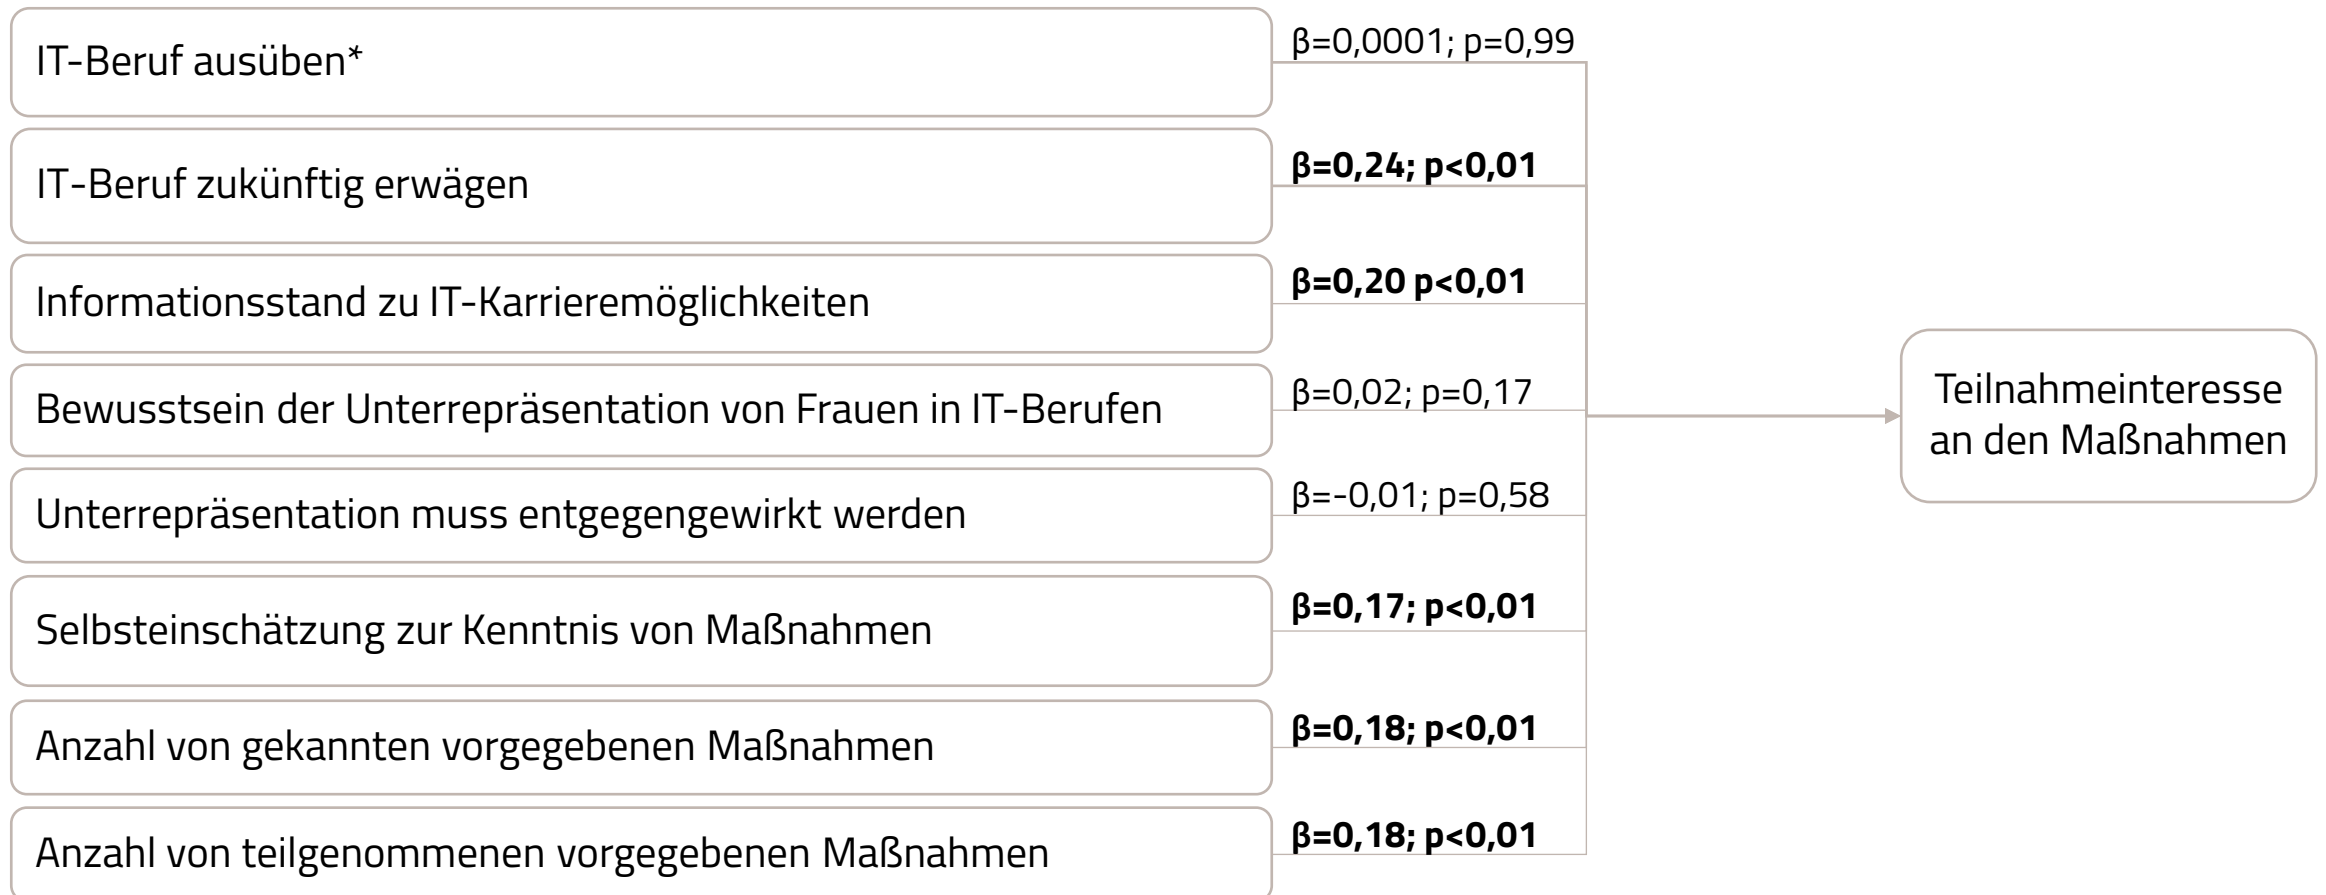 IT-Beruf ausüben*
β=0,0001; p=0,99
IT-Beruf zukünftig erwägen
β=0,24; p<0,01
Informationsstand zu IT-Karrieremöglichkeiten
β=0,20 p<0,01
Bewusstsein der Unterrepräsentation von Frauen in IT-Berufen
β=0,02; p=0,17
Unterrepräsentation muss entgegengewirkt werden
β=-0,01; p=0,58
Selbsteinschätzung zur Kenntnis von Maßnahmen
β=0,17; p<0,01
Anzahl von gekannten vorgegebenen Maßnahmen
β=0,18; p<0,01
Anzahl von teilgenommenen vorgegebenen Maßnahmen
β=0,18; p<0,01
Teilnahmeinteresse
an den Maßnahmen